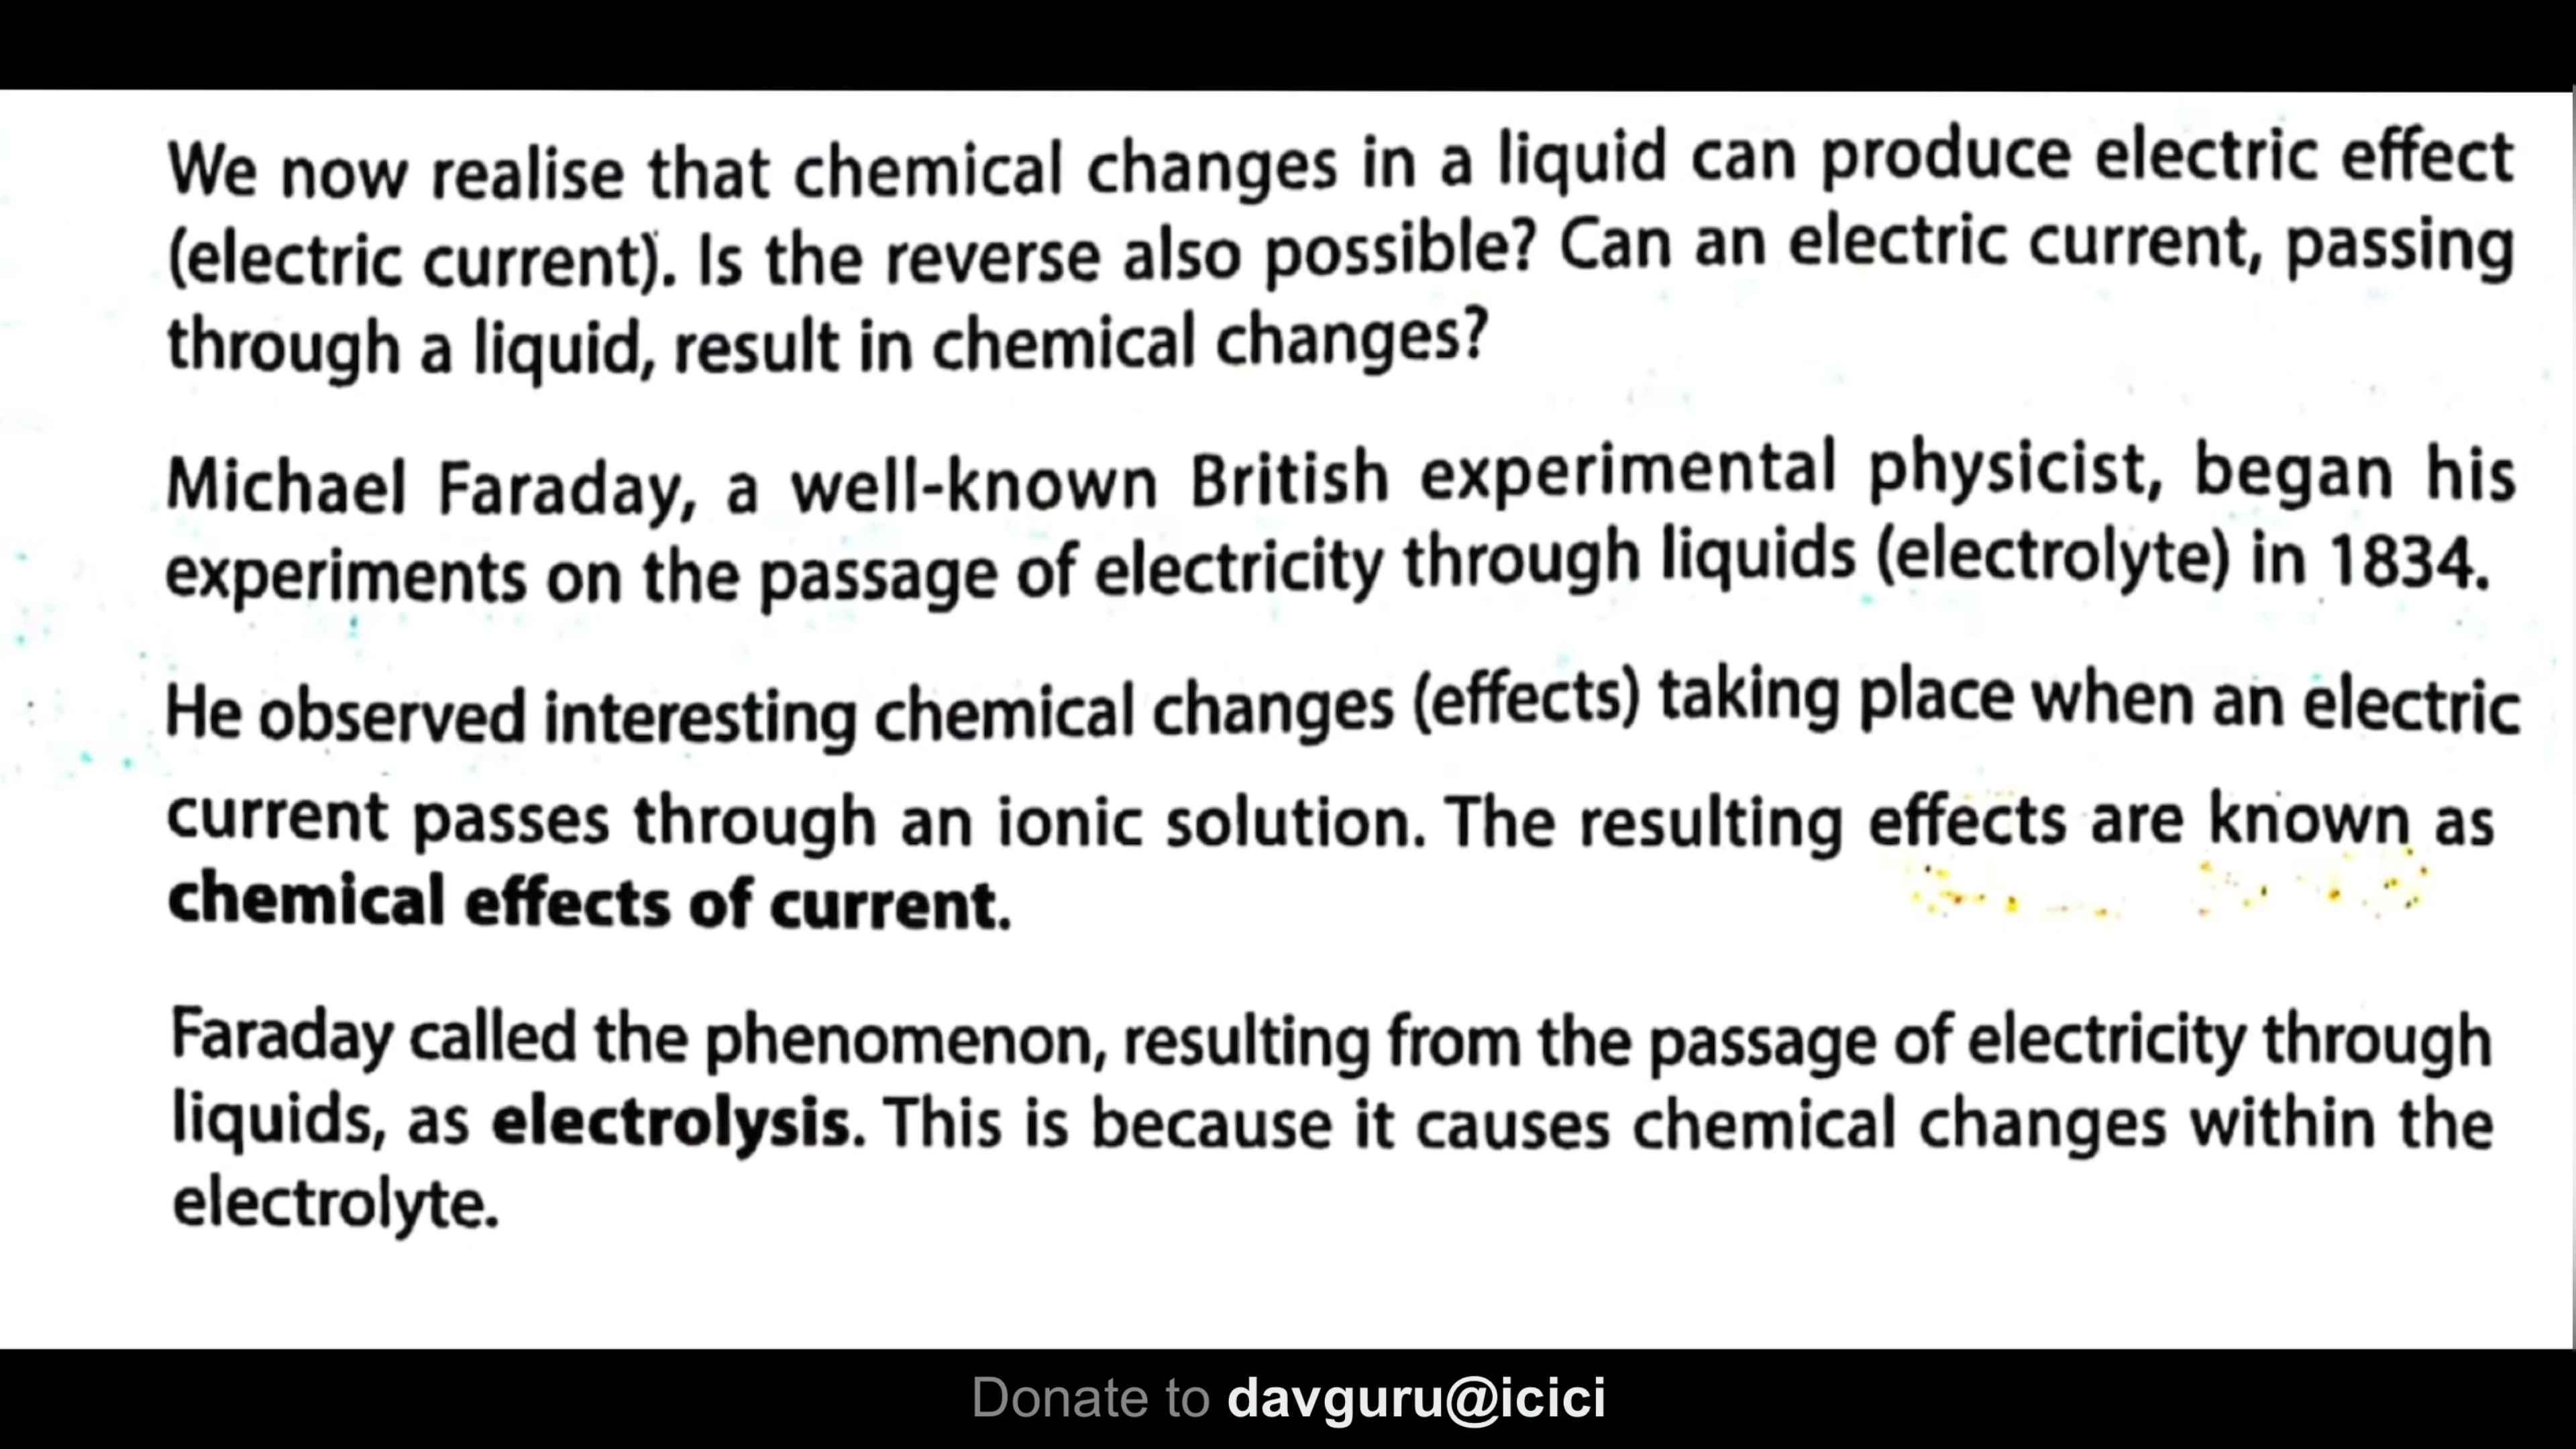 We now realise that chemical changes in a liquid can produce electric effect
(electric current). Is the reverse also possible? Can an electric current, passing
through a liquid, result in chemical changes?
Michael Faraday, a well-known British experimental physicist, began his
experiments on the passage of electricity through liquids (electrolyte) in 1834.
He observed interesting chemical changes (effects) taking place when an electric
current passes through an ionic solution. The resulting effects are known as
chemical effects of current.
Faraday called the phenomenon, resulting from the passage of electricity through
liquids, as electrolysis. This is because it causes chemical changes within the
electrolyte.
Donate to davguru@icici